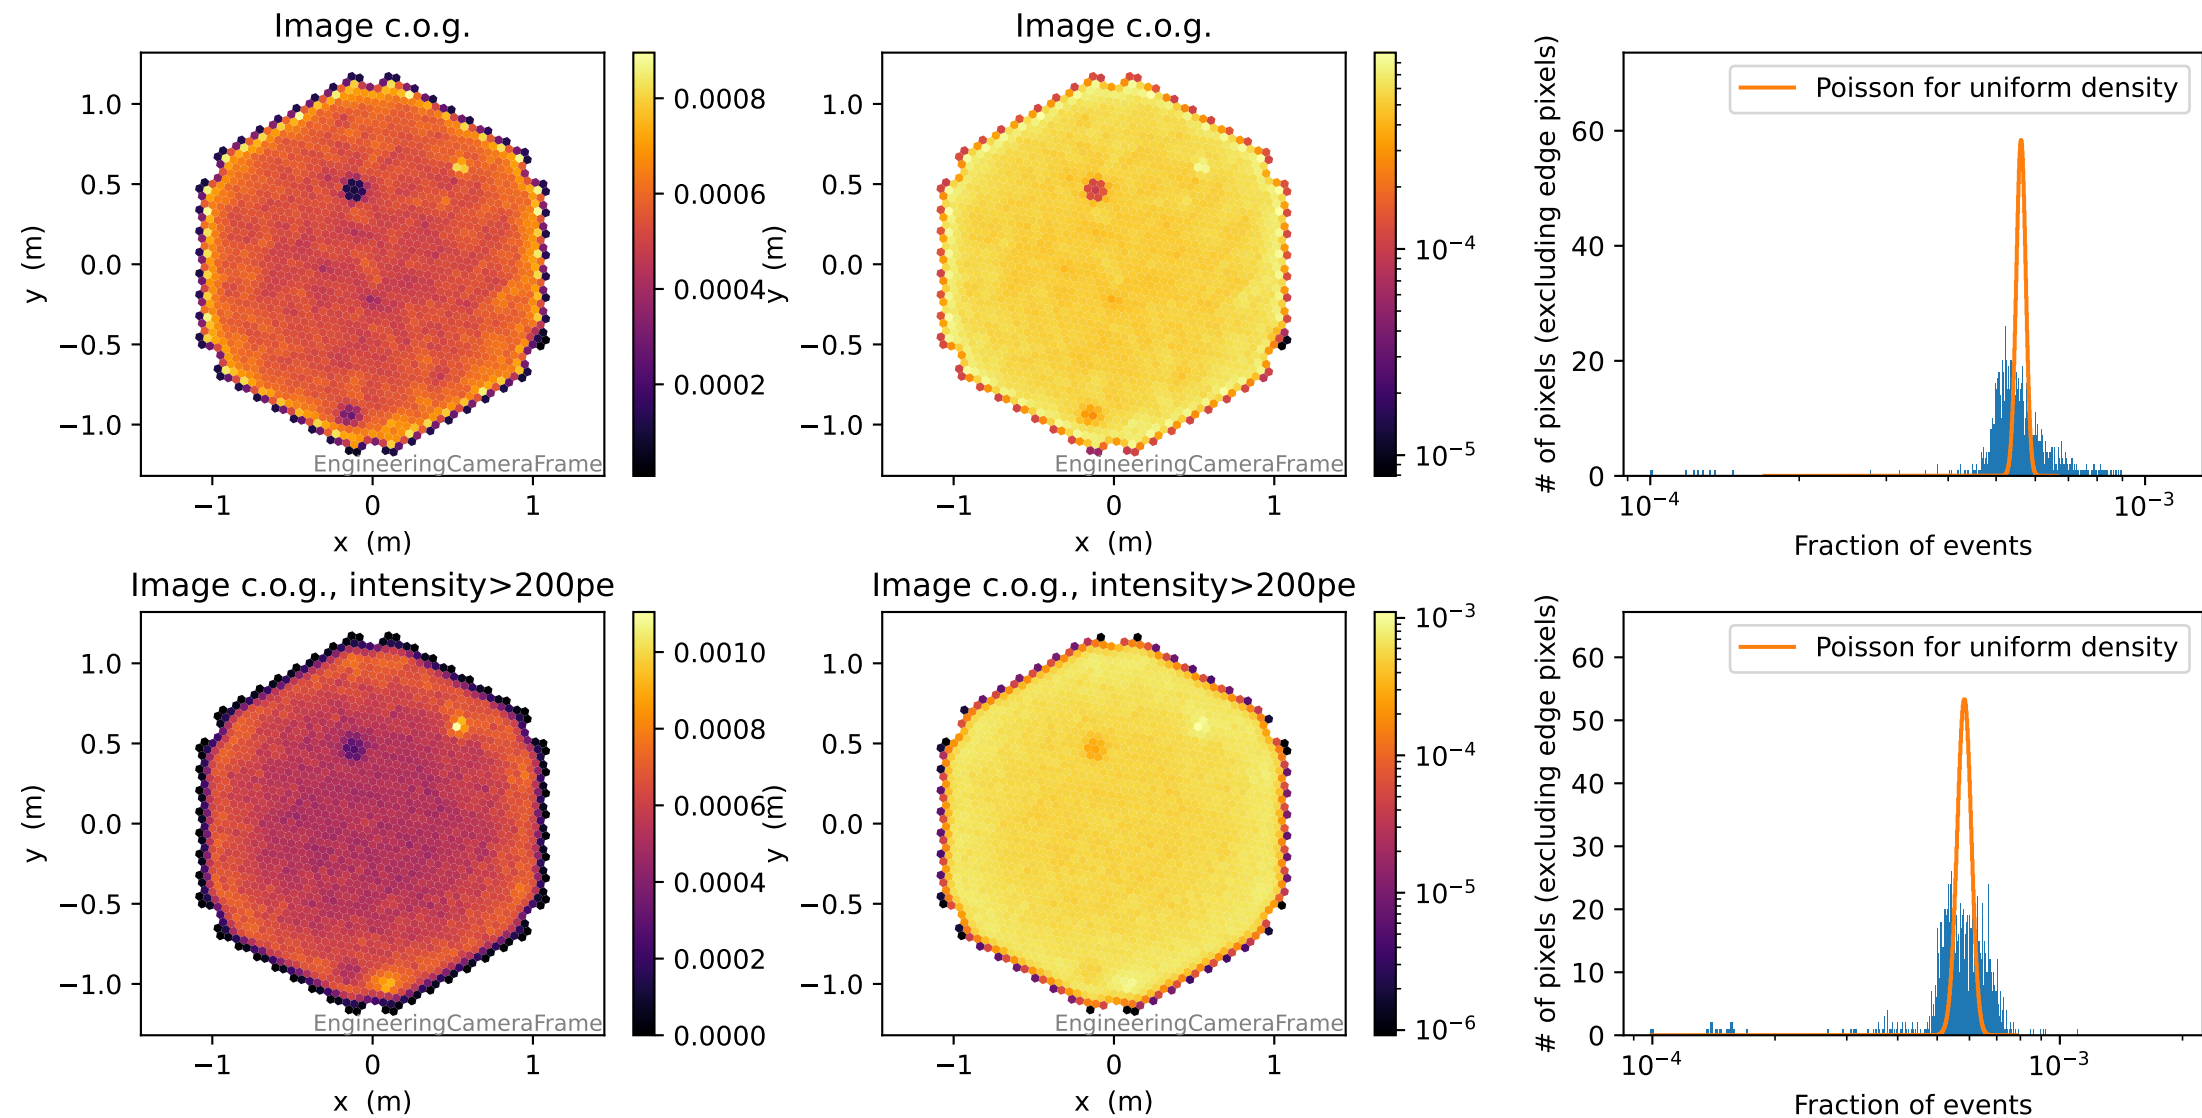 Image c.o.g.
1.0
0.5
0.0
−0.5
−1.0
y (m)
−1
0
1
x (m)
EngineeringCameraFrame
0.0008
0.0006
0.0004
0.0002
Image c.o.g.
1.0
0.5
0.0
−0.5
−1.0
y (m)
−1
0
1
x (m)
EngineeringCameraFrame
10⁻⁴
10⁻⁵
# of pixels (excluding edge pixels)
60
40
20
0
Poisson for uniform density
10⁻⁴
10⁻³
Fraction of events
Image c.o.g., intensity>200pe
1.0
0.5
0.0
−0.5
−1.0
y (m)
−1
0
1
x (m)
EngineeringCameraFrame
0.0010
0.0008
0.0006
0.0004
0.0002
0.0000
Image c.o.g., intensity>200pe
1.0
0.5
0.0
−0.5
−1.0
y (m)
−1
0
1
x (m)
EngineeringCameraFrame
10⁻³
10⁻⁴
10⁻⁵
10⁻⁶
# of pixels (excluding edge pixels)
60
50
40
30
20
10
0
Poisson for uniform density
10⁻⁴
10⁻³
Fraction of events